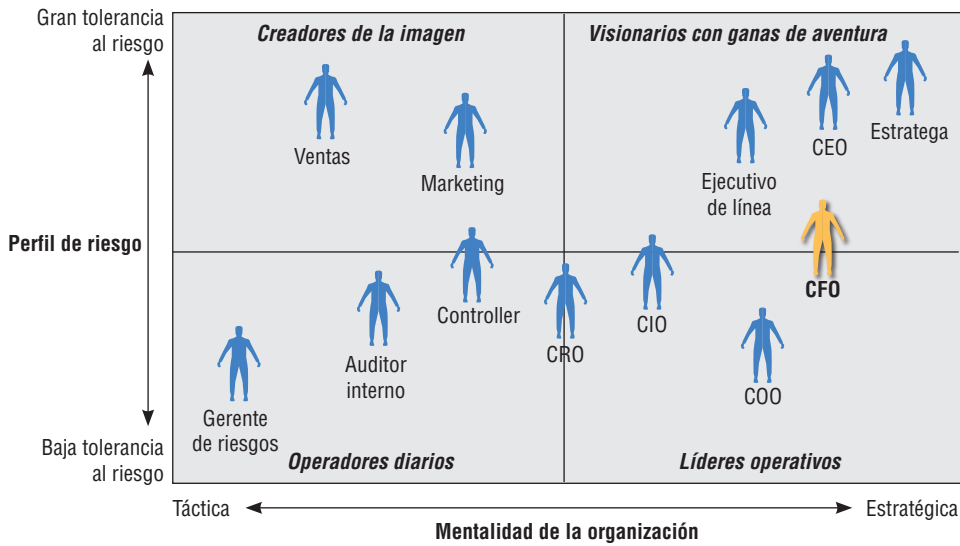 Gran tolerancia
al riesgo
Creadores de la imagen
Visionarios con ganas de aventura
Ventas
Marketing
Ejecutivo
de línea
CEO
Estratega
Perfil de riesgo
CFO
Controller
CIO
CRO
Auditor
interno
COO
Gerente
de riesgos
Baja tolerancia
al riesgo
Operadores diarios
Líderes operativos
Táctica
Estratégica
Mentalidad de la organización